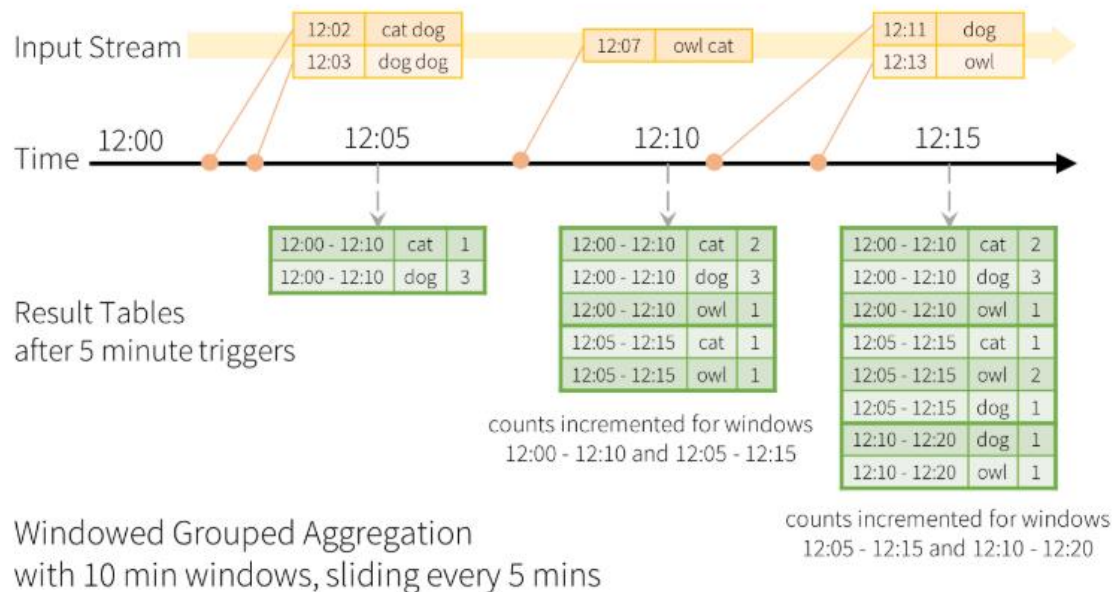 Input Stream
12:02 cat dog
12:03 dog dog
12:07 owl cat
12:11 dog
12:13 owl
Time
12:00
12:05
12:10
12:15
12:00 - 12:10 cat 1
12:00 - 12:10 dog 3
12:00 - 12:10 cat 2
12:00 - 12:10 dog 3
12:00 - 12:10 owl 1
12:05 - 12:15 cat 1
12:05 - 12:15 owl 1
12:00 - 12:10 cat 2
12:00 - 12:10 dog 3
12:00 - 12:10 owl 1
12:05 - 12:15 cat 1
12:05 - 12:15 owl 2
12:05 - 12:15 dog 1
12:10 - 12:20 dog 1
12:10 - 12:20 owl 1
Result Tables
after 5 minute triggers
counts incremented for windows
12:00 - 12:10 and 12:05 - 12:15
counts incremented for windows
12:05 - 12:15 and 12:10 - 12:20
Windowed Grouped Aggregation
with 10 min windows, sliding every 5 mins